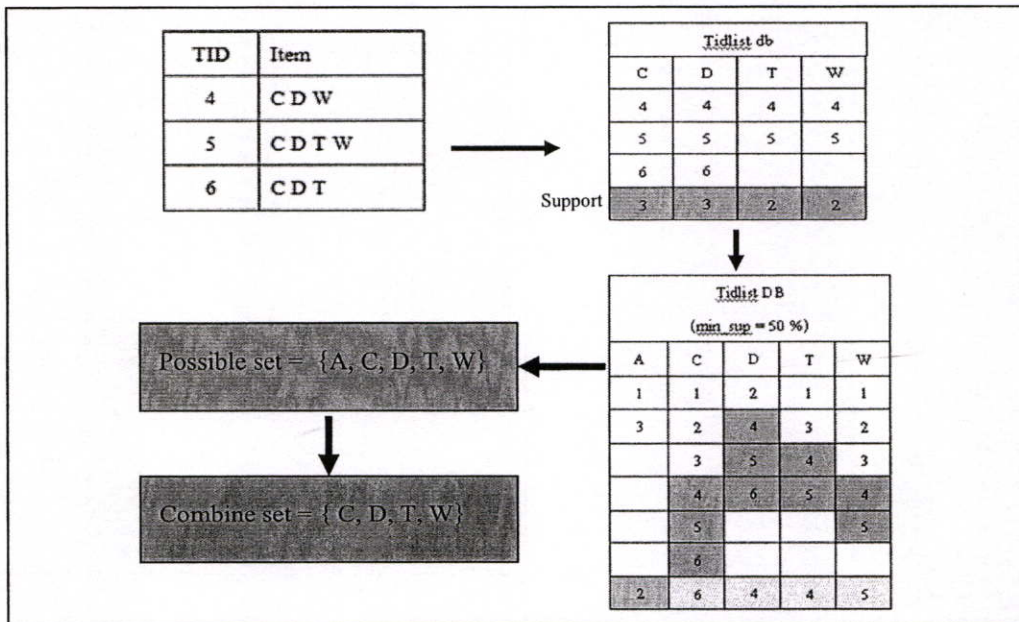 TID Item
4 C D W
5 C D T W
6 C D T
Tidlist db
C D T W
4 4 4 4
5 5 5 5
6 6
Support 3 3 2 2
Tidlist DB
(min_sup = 50 %)
A C D T W
1 1 2 1 1
3 2 4 3 2
3 5 4 3
4 6 5 4
5 5
6
2 6 4 4 5
Possible set = {A, C, D, T, W}
Combine set = { C, D, T, W}